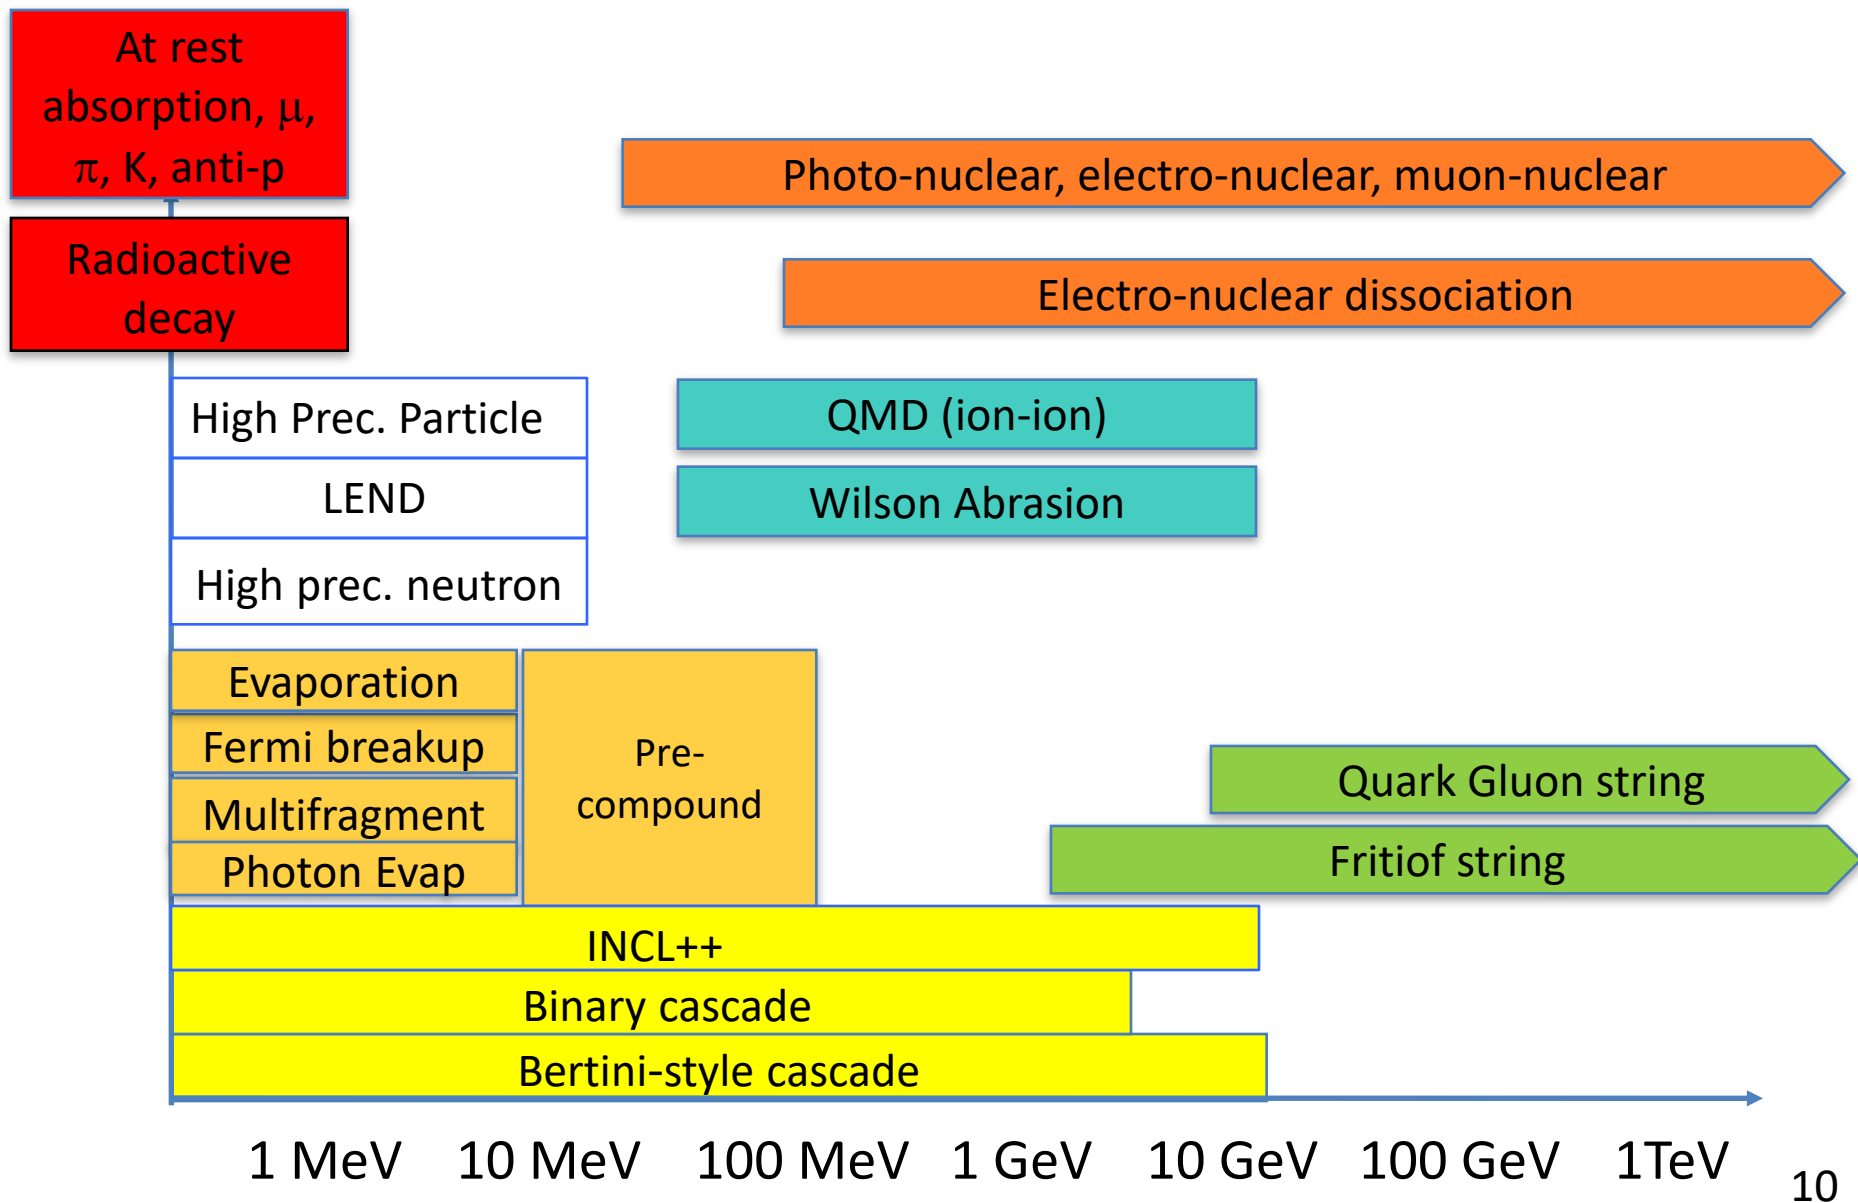 At rest
absorption, μ,
π, K, anti-p
Photo-nuclear, electro-nuclear, muon-nuclear
Radioactive
decay
Electro-nuclear dissociation
High Prec. Particle
QMD (ion-ion)
LEND
Wilson Abrasion
High prec. neutron
Evaporation
Fermi breakup
Multifragment
Photon Evap
Pre-
compound
Quark Gluon string
Fritiof string
INCL++
Binary cascade
Bertini-style cascade
1 MeV 10 MeV 100 MeV 1 GeV 10 GeV 100 GeV 1TeV
10